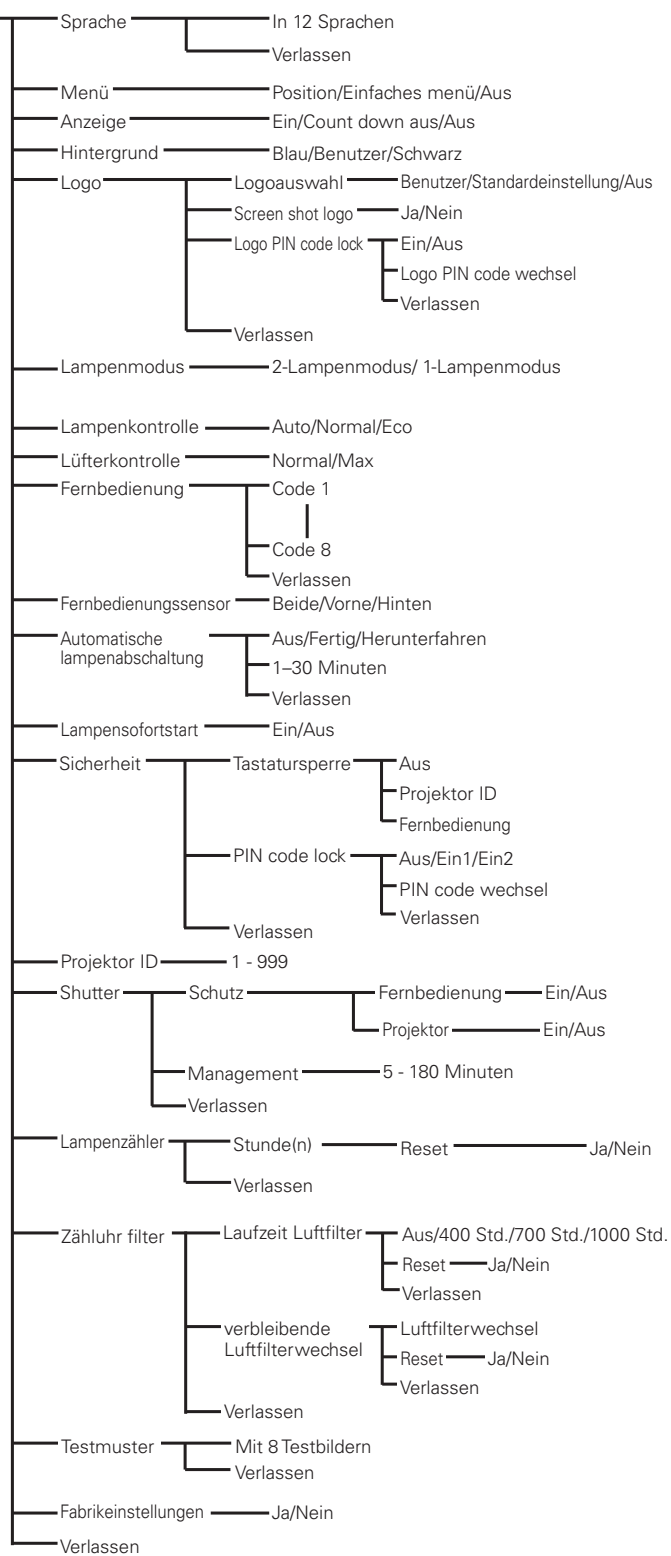 Sprache In 12 Sprachen
Verlassen
Menü Position/Einfaches menü/Aus
Anzeige Ein/Count down aus/Aus
Hintergrund Blau/Benutzer/Schwarz
Logo Logoauswahl Benutzer/Standardeinstellung/Aus
Screen shot logo Ja/Nein
Logo PIN code lock Ein/Aus
Logo PIN code wechsel
Verlassen
Verlassen
Lampenmodus 2-Lampenmodus/ 1-Lampenmodus
Lampenkontrolle Auto/Normal/Eco
Lüfterkontrolle Normal/Max
Fernbedienung Code 1
Code 8
Verlassen
Fernbedienungssensor Beide/Vorne/Hinten
Automatische Aus/Fertig/Herunterfahren
lampenabschaltung
1–30 Minuten
Verlassen
Lampensofortstart Ein/Aus
Sicherheit Tastatursperre Aus
Projektor ID
Fernbedienung
PIN code lock Aus/Ein1/Ein2
PIN code wechsel
Verlassen
Verlassen
Projektor ID 1 - 999
Shutter Schutz Fernbedienung Ein/Aus
Projektor Ein/Aus
Management 5 - 180 Minuten
Verlassen
Lampenzähler Stunde(n) Reset Ja/Nein
Verlassen
Zähluhr filter Laufzeit Luftfilter Aus/400 Std./700 Std./1000 Std.
Reset Ja/Nein
Verlassen
verbleibende Luftfilterwechsel
Luftfilterwechsel Reset Ja/Nein
Verlassen
Verlassen
Testmuster Mit 8 Testbildern
Verlassen
Fabrikeinstellungen Ja/Nein
Verlassen